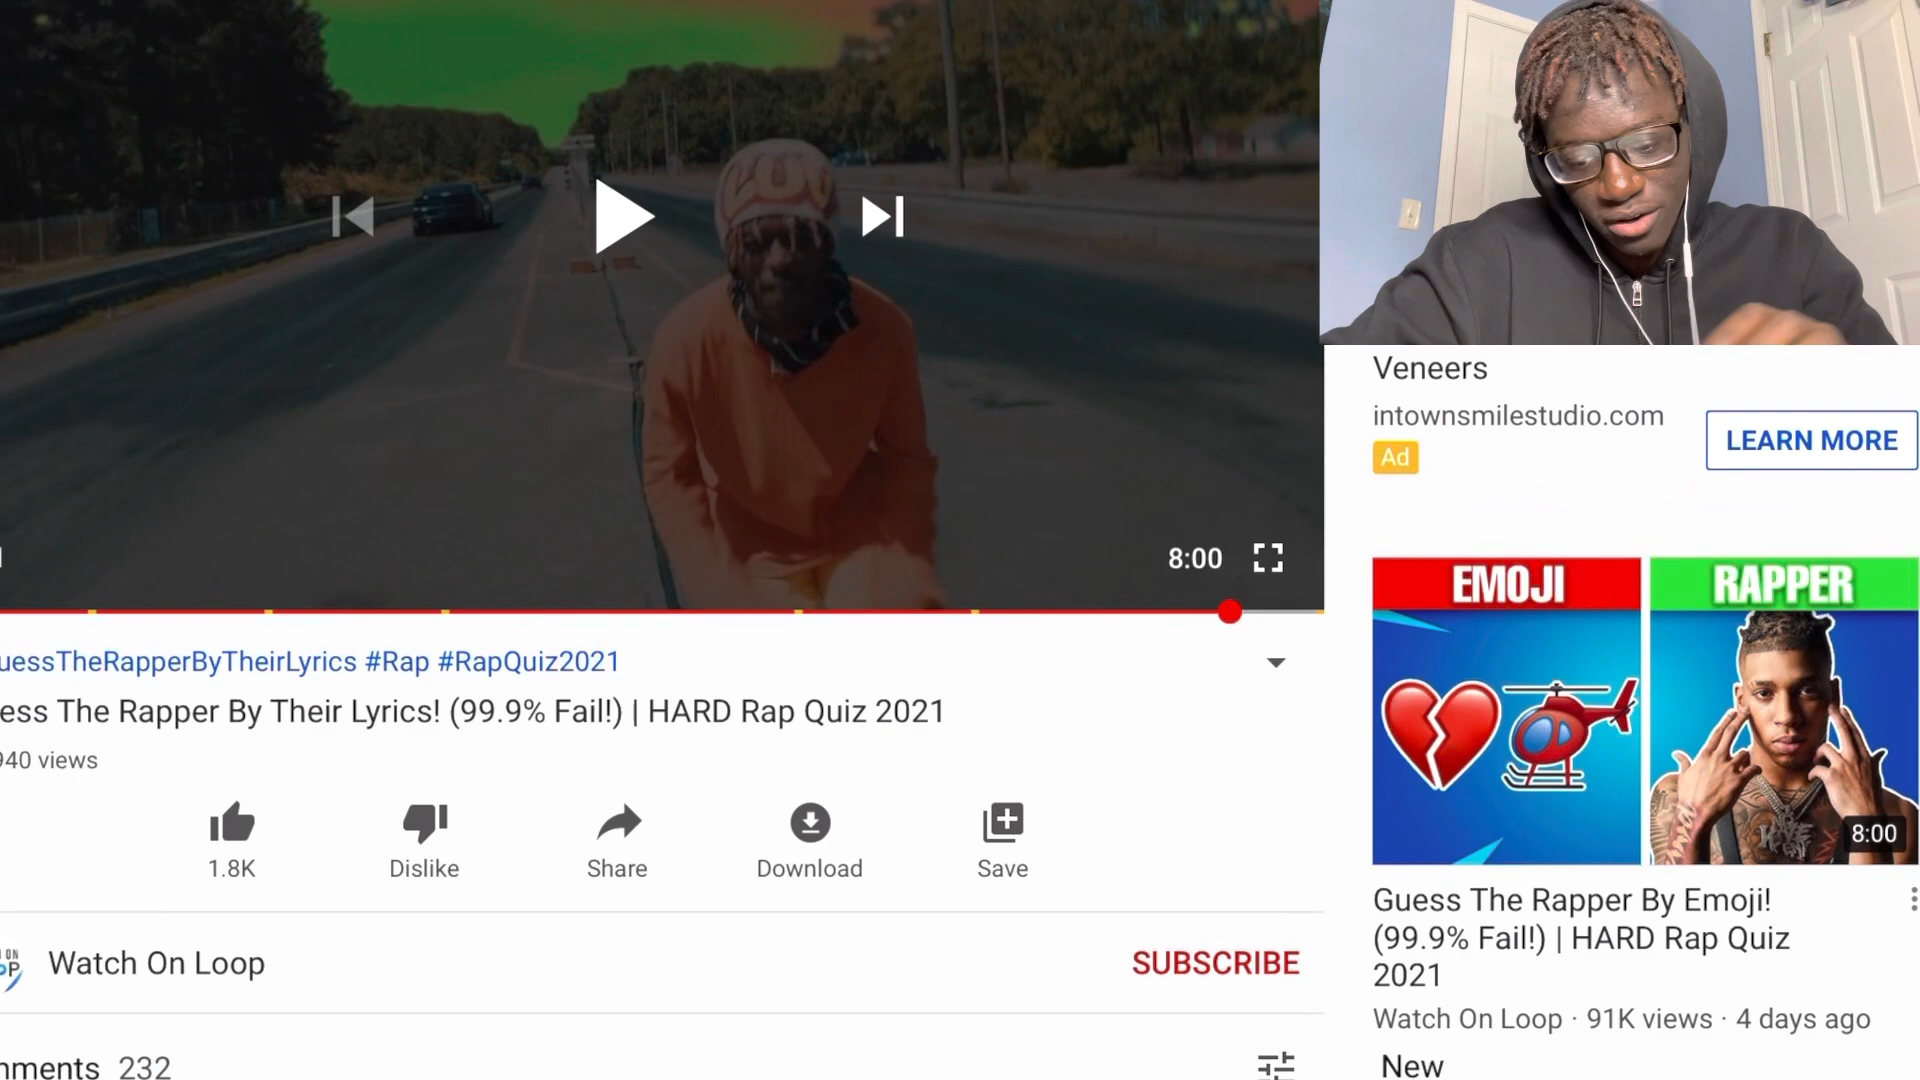 8:00
uessTheRapperByTheirLyrics #Rap #RapQuiz2021
ess The Rapper By Their Lyrics! (99.9% Fail!) | HARD Rap Quiz 2021
940 views
1.8K
Dislike
Share
Download
Save
Watch On Loop
SUBSCRIBE
mments 232
Veneers
intownsmilestudio.com
Ad
LEARN MORE
EMOJI
RAPPER
8:00
Guess The Rapper By Emoji!
(99.9% Fail!) | HARD Rap Quiz
2021
Watch On Loop · 91K views · 4 days ago
New